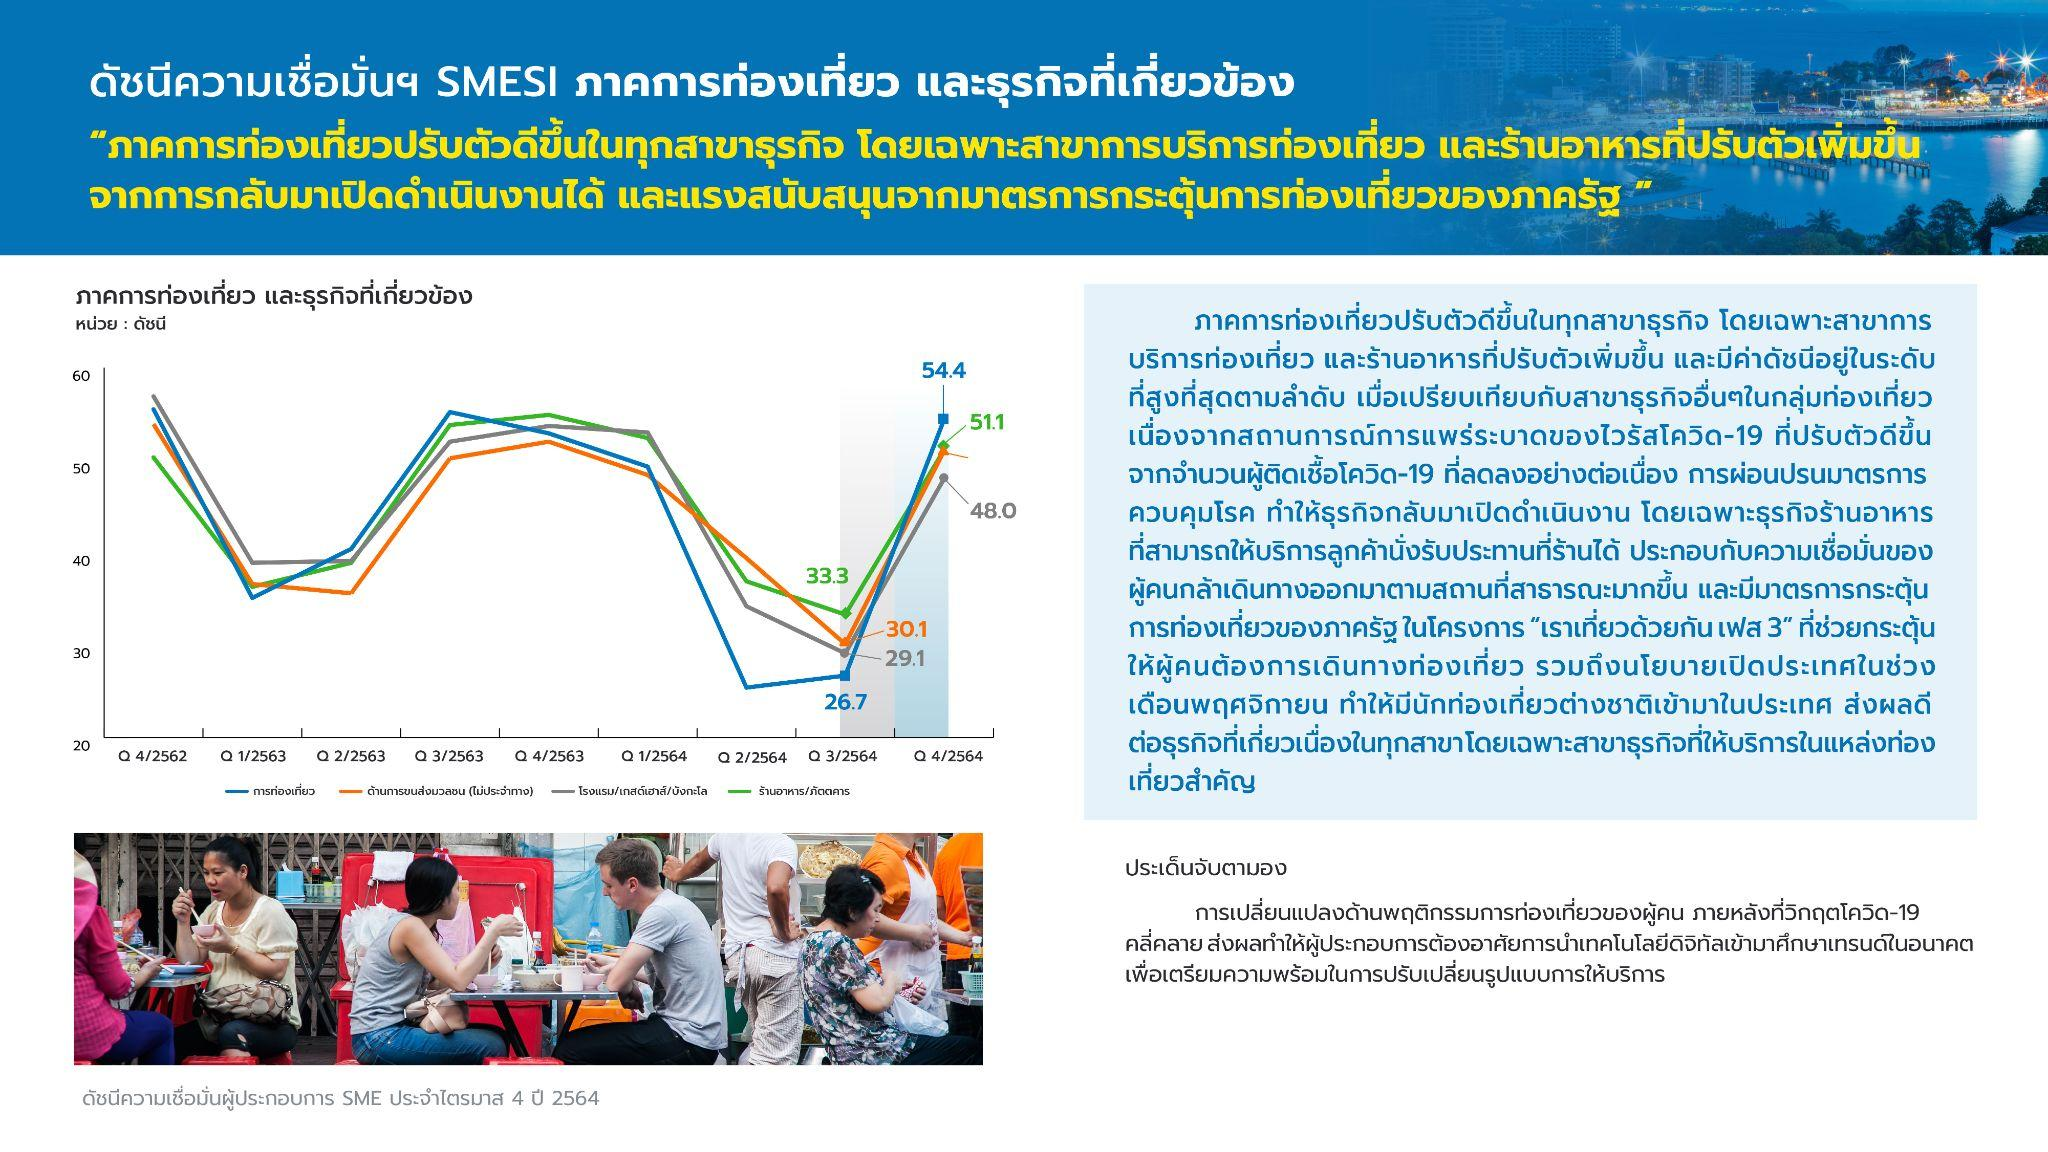 ดัชนีความเชื่อมั่นฯ SMESI ภาคการท่องเที่ยว และธุรกิจที่เกี่ยวข้อง
“ภาคการท่องเที่ยวปรับตัวดีขึ้นในทุกสาขาธุรกิจ โดยเฉพาะสาขาการบริการท่องเที่ยว และร้านอาหารที่ปรับตัวเพิ่มขึ้น
จากการกลับมาเปิดดำเนินงานได้ และแรงสนับสนุนจากมาตรการกระตุ้นการท่องเที่ยวของภาครัฐ ”
ภาคการท่องเที่ยว และธุรกิจที่เกี่ยวข้อง
หน่วย : ดัชนี
60
50
40
30
20
54.4
51.1
48.0
33.3
30.1
29.1
26.7
Q 4/2562 Q 1/2563 Q 2/2563 Q 3/2563 Q 4/2563 Q 1/2564 Q 2/2564 Q 3/2564 Q 4/2564
การท่องเที่ยว ด้านการขนส่งมวลชน (ไม่ประจำทาง) โรงแรม/เกสต์เฮาส์/บังกะโล ร้านอาหาร/ภัตตคาร
ภาคการท่องเที่ยวปรับตัวดีขึ้นในทุกสาขาธุรกิจ โดยเฉพาะสาขาการ
บริการท่องเที่ยว และร้านอาหารที่ปรับตัวเพิ่มขึ้น และมีค่าดัชนีอยู่ในระดับ
ที่สูงที่สุดตามลำดับ เมื่อเปรียบเทียบกับสาขาธุรกิจอื่นๆในกลุ่มท่องเที่ยว
เนื่องจากสถานการณ์การแพร่ระบาดของไวรัสโควิด-19 ที่ปรับตัวดีขึ้น
จากจำนวนผู้ติดเชื้อโควิด-19 ที่ลดลงอย่างต่อเนื่อง การผ่อนปรนมาตรการ
ควบคุมโรค ทำให้ธุรกิจกลับมาเปิดดำเนินงาน โดยเฉพาะธุรกิจร้านอาหาร
ที่สามารถให้บริการลูกค้านั่งรับประทานที่ร้านได้ ประกอบกับความเชื่อมั่นของ
ผู้คนกล้าเดินทางออกมาตามสถานที่สาธารณะมากขึ้น และมีมาตรการกระตุ้น
การท่องเที่ยวของภาครัฐ ในโครงการ “เราเที่ยวด้วยกัน เฟส 3” ที่ช่วยกระตุ้น
ให้ผู้คนต้องการเดินทางท่องเที่ยว รวมถึงนโยบายเปิดประเทศในช่วง
เดือนพฤศจิกายน ทำให้มีนักท่องเที่ยวต่างชาติเข้ามาในประเทศ ส่งผลดี
ต่อธุรกิจที่เกี่ยวเนื่องในทุกสาขาโดยเฉพาะสาขาธุรกิจที่ให้บริการในแหล่งท่อง
เที่ยวสำคัญ
ประเด็นจับตามอง
การเปลี่ยนแปลงด้านพฤติกรรมการท่องเที่ยวของผู้คน ภายหลังที่วิกฤตโควิด-19
คลี่คลาย ส่งผลทำให้ผู้ประกอบการต้องอาศัยการนำเทคโนโลยีดิจิทัลเข้ามาศึกษาเทรนด์ในอนาคต
เพื่อเตรียมความพร้อมในการปรับเปลี่ยนรูปแบบการให้บริการ
ดัชนีความเชื่อมั่นผู้ประกอบการ SME ประจำไตรมาส 4 ปี 2564